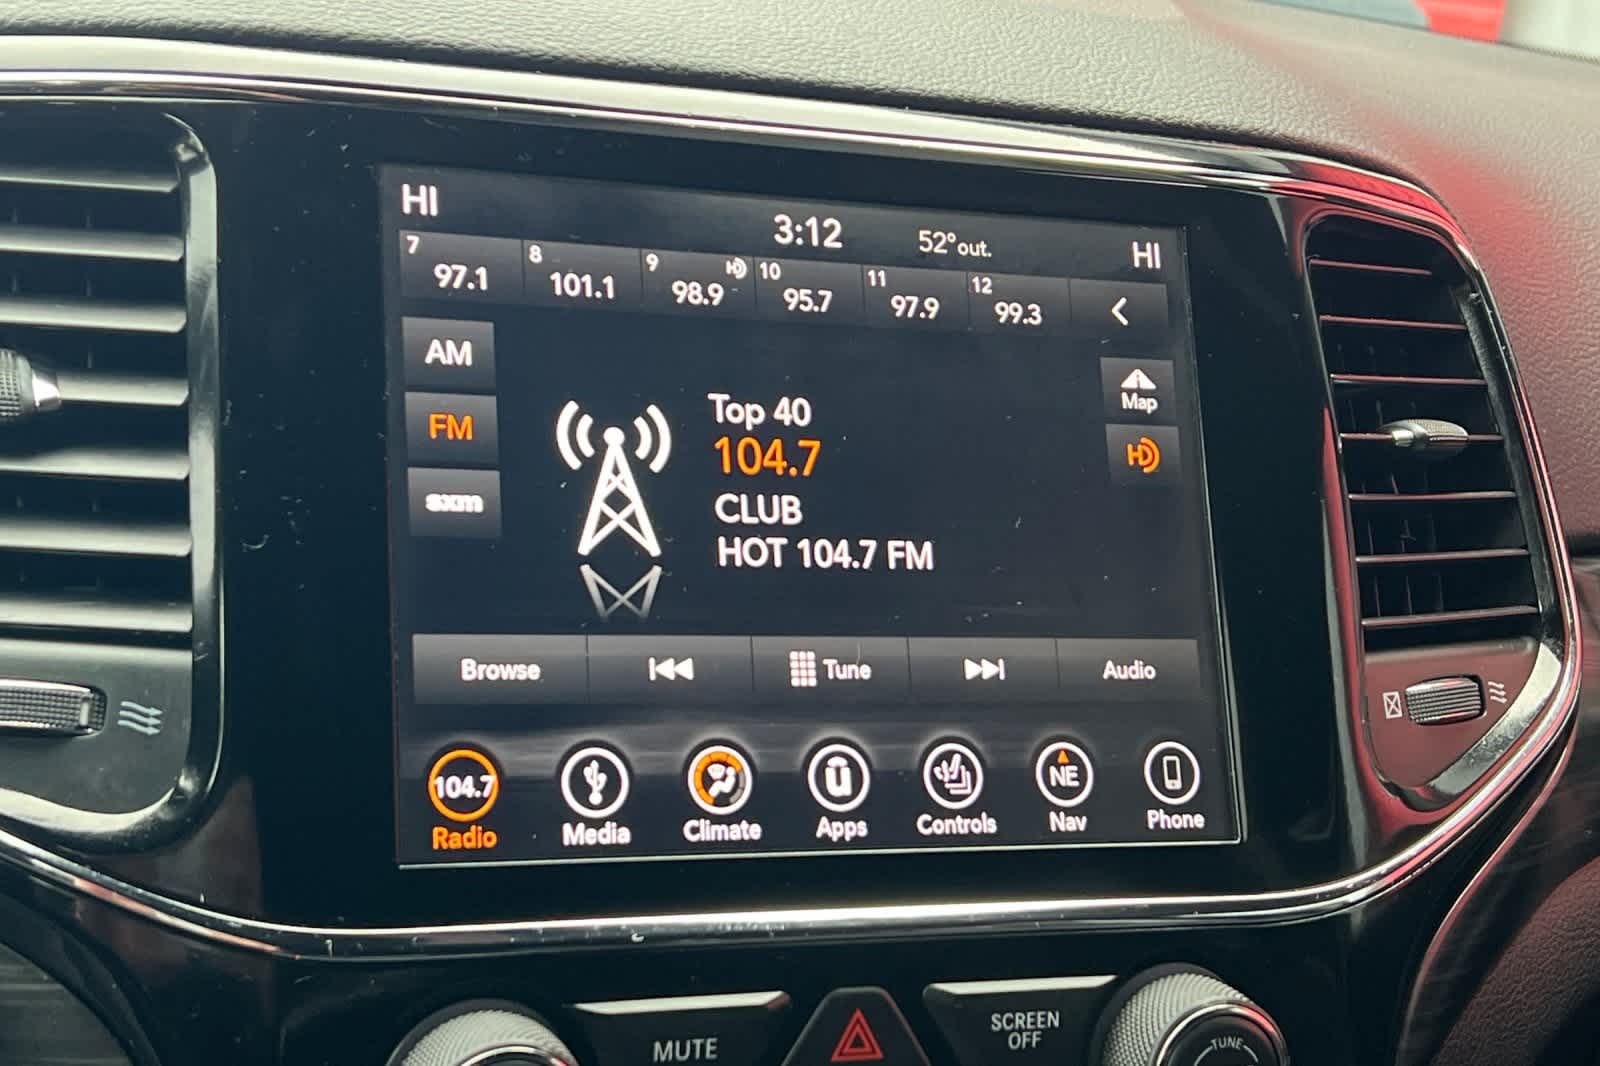 HI
3:12
52° out.
HI
7
97.1
8
101.1
9
HD
98.9
10
95.7
11
97.9
12
99.3
AM
FM
sxm
Top 40
104.7
CLUB
HOT 104.7 FM
Map
HD
Browse
Tune
Audio
104.7
Radio
Media
Climate
u
Apps
Controls
NE
Nav
Phone
MUTE
SCREEN
OFF
TUNE